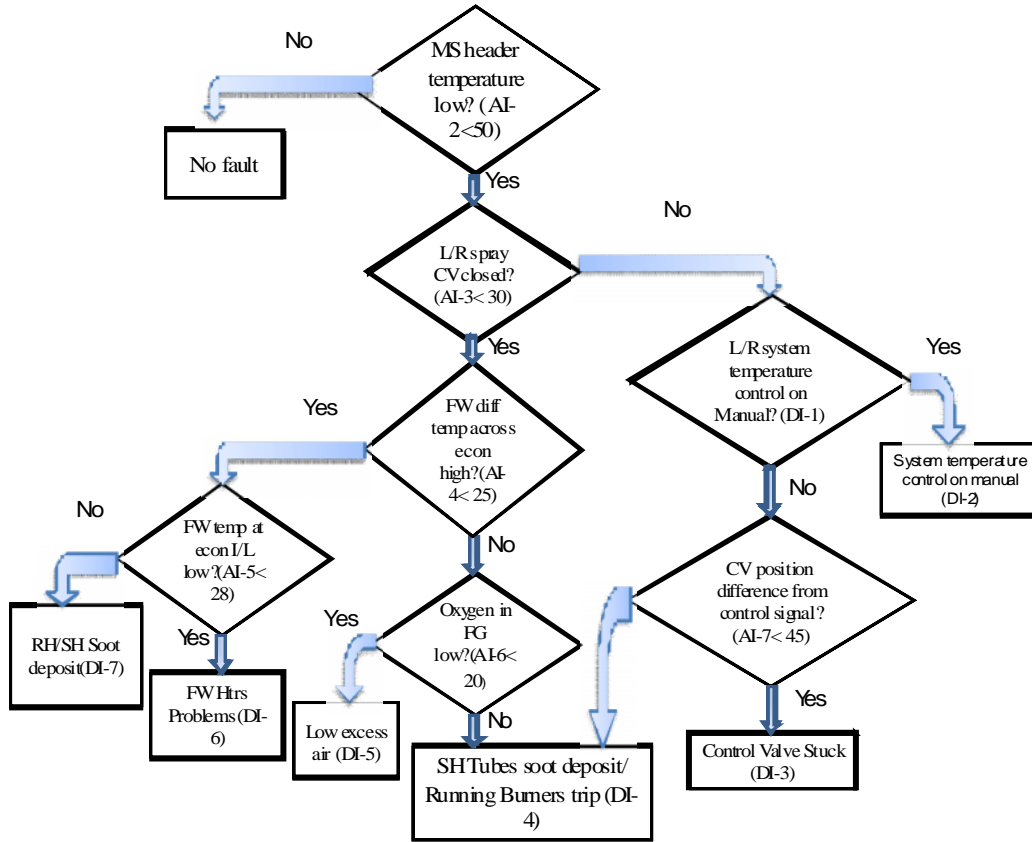 No
MS header
temperature
low? (AI-
2<50)
No fault
Yes
No
L/R spray
CV closed?
(AI-3< 30)
Yes
L/R system
temperature
control on
Manual? (DI-1)
Yes
Yes
FW diff
temp across
econ
high?(AI-
4< 25)
System temperature
control on manual
(DI-2)
No
No
FW temp at
econ I/L
low?(AI-5<
28)
No
CV position
difference from
control signal?
(AI-7< 45)
Yes
Oxygen in
FG
low?(AI-6<
20)
RH/SH Soot
deposit(DI-7)
Yes
FW Htrs
Problems (DI-
6)
Low excess
air (DI-5)
No
Yes
SH Tubes soot deposit/
Running Burners trip (DI-
4)
Control Valve Stuck
(DI-3)